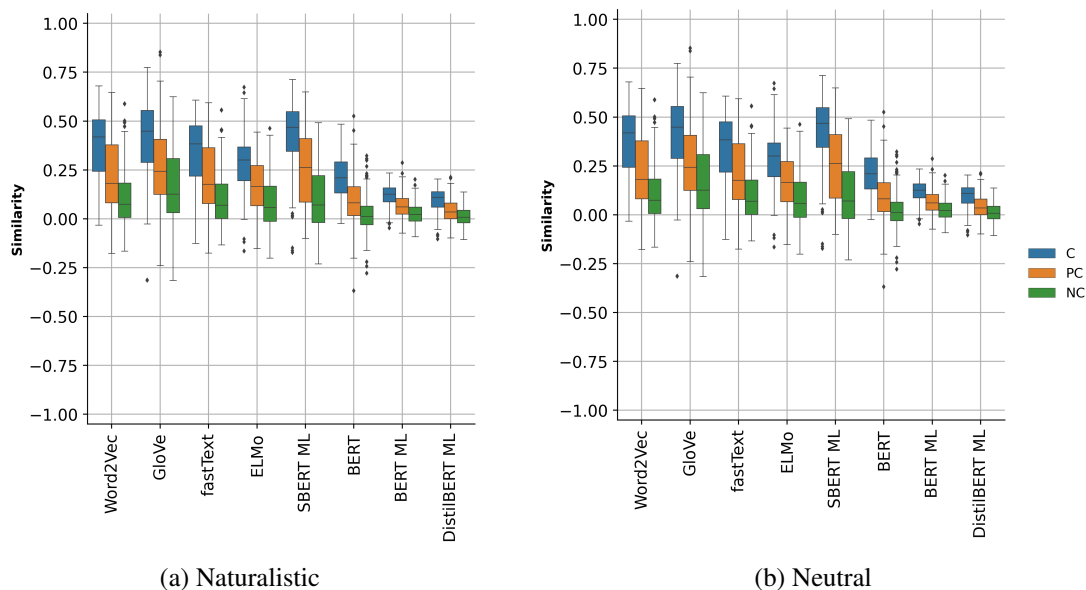 1.00
0.75
0.50
0.25
0.00
−0.25
−0.50
−0.75
−1.00
Similarity
Word2Vec
GloVe
fastText
ELMo
SBERT ML
BERT
BERT ML
DistilBERT ML
(a) Naturalistic
1.00
0.75
0.50
0.25
0.00
−0.25
−0.50
−0.75
−1.00
Similarity
Word2Vec
GloVe
fastText
ELMo
SBERT ML
BERT
BERT ML
DistilBERT ML
C
PC
NC
(b) Neutral